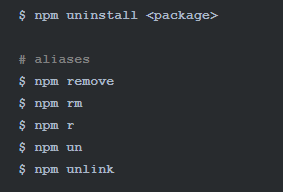 $ npm uninstall <package>
# aliases
$ npm remove
$ npm rm
$ npm r
$ npm un
$ npm unlink